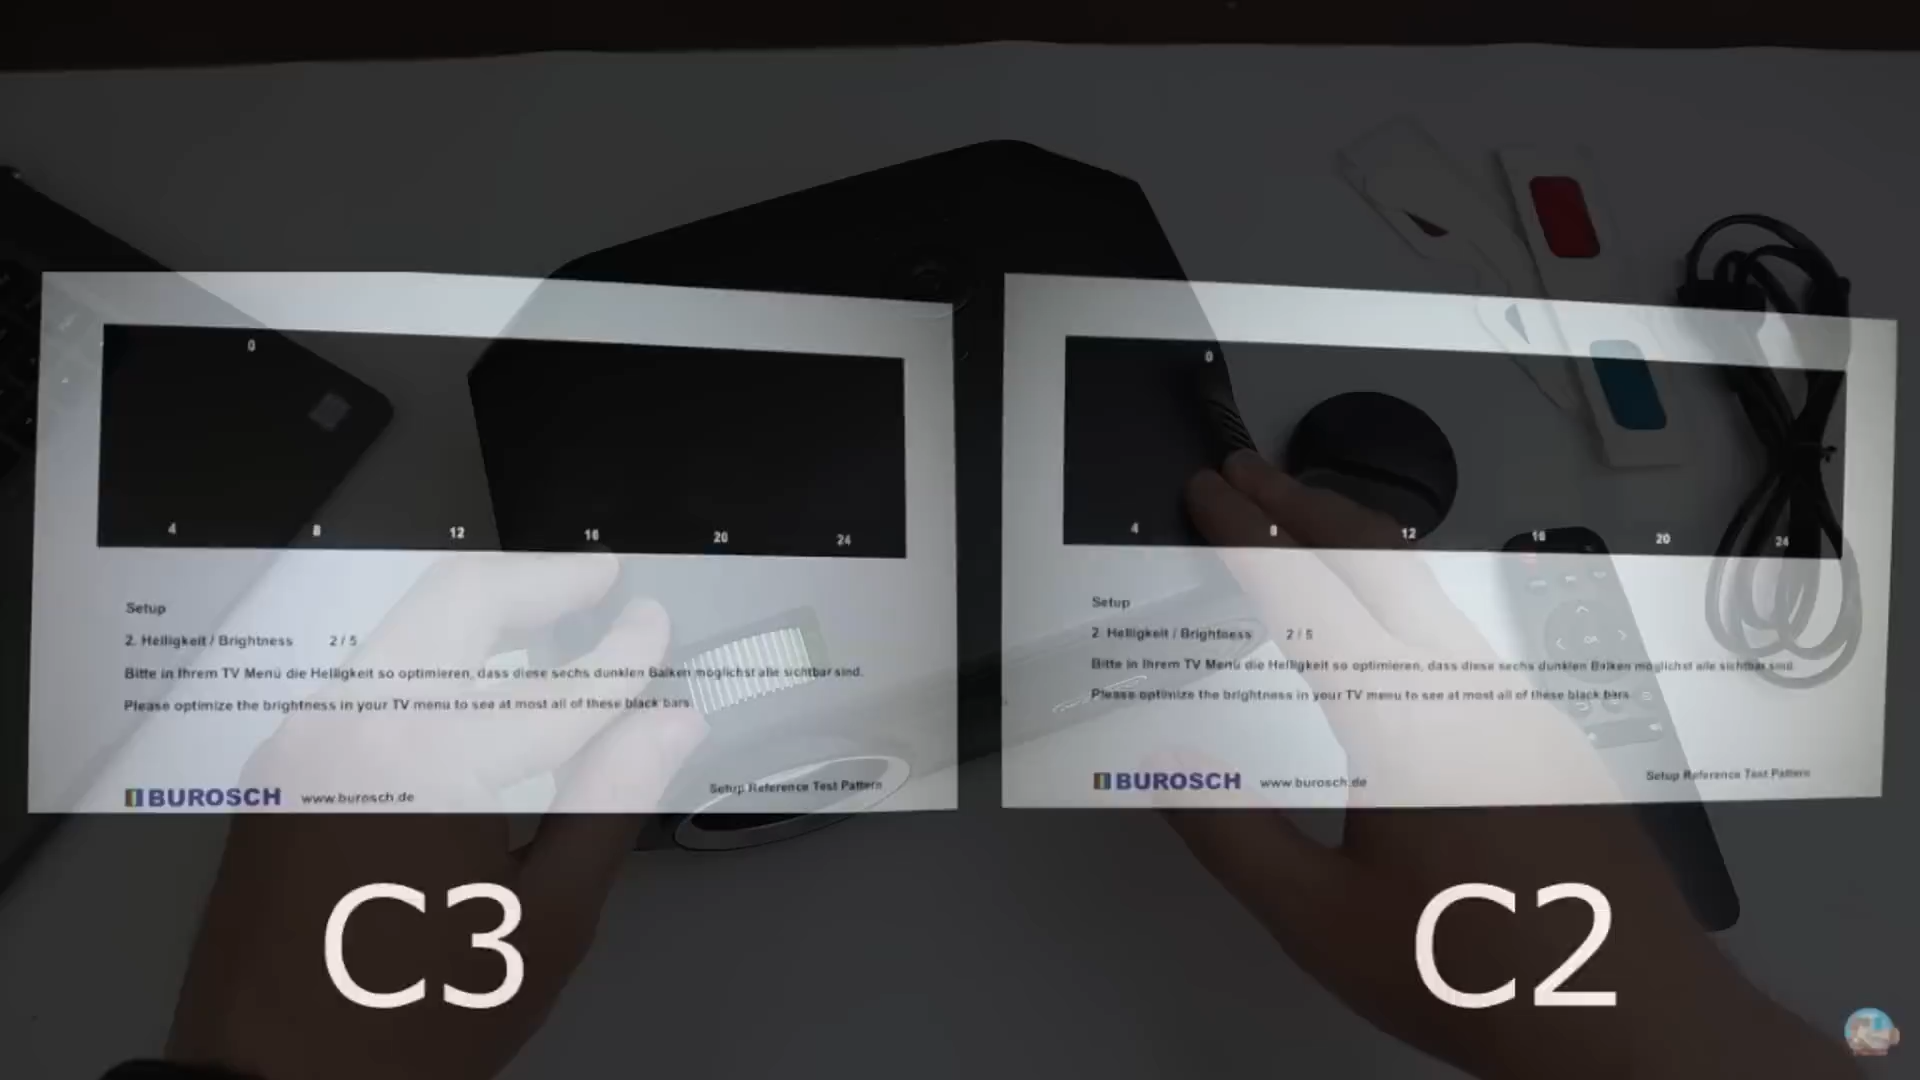 0
4 8 12 16 20 24
Setup
2. Helligkeit / Brightness 2 / 5
Bitte in Ihrem TV Menü die Helligkeit so optimieren, dass diese sechs dunklen Balken möglichst alle sichtbar sind.
Please optimize the brightness in your TV menu to see at most all of these black bars.
BUROSCH www.burosch.de Setup Reference Test Pattern
C3
0
4 8 12 16 20 24
Setup
2. Helligkeit / Brightness 2 / 5
Bitte in Ihrem TV Menü die Helligkeit so optimieren, dass diese sechs dunklen Balken möglichst alle sichtbar sind.
Please optimize the brightness in your TV menu to see at most all of these black bars.
BUROSCH www.burosch.de Setup Reference Test Pattern
C2
OK